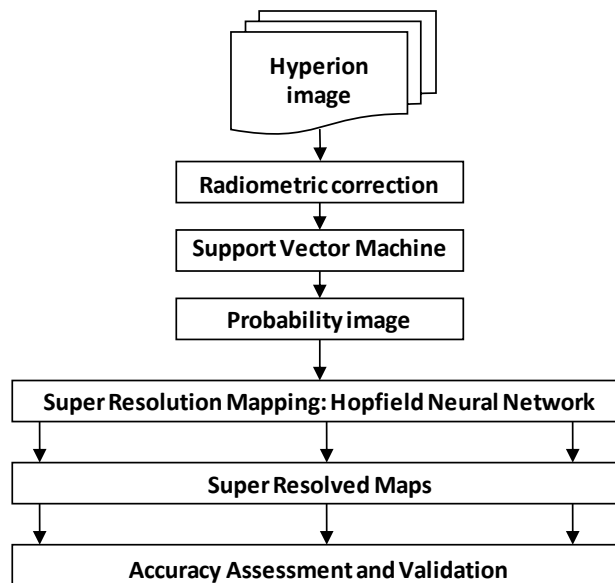 Hyperion
image
Radiometric correction
Support Vector Machine
Probability image
Super Resolution Mapping: Hopfield Neural Network
Super Resolved Maps
Accuracy Assessment and Validation